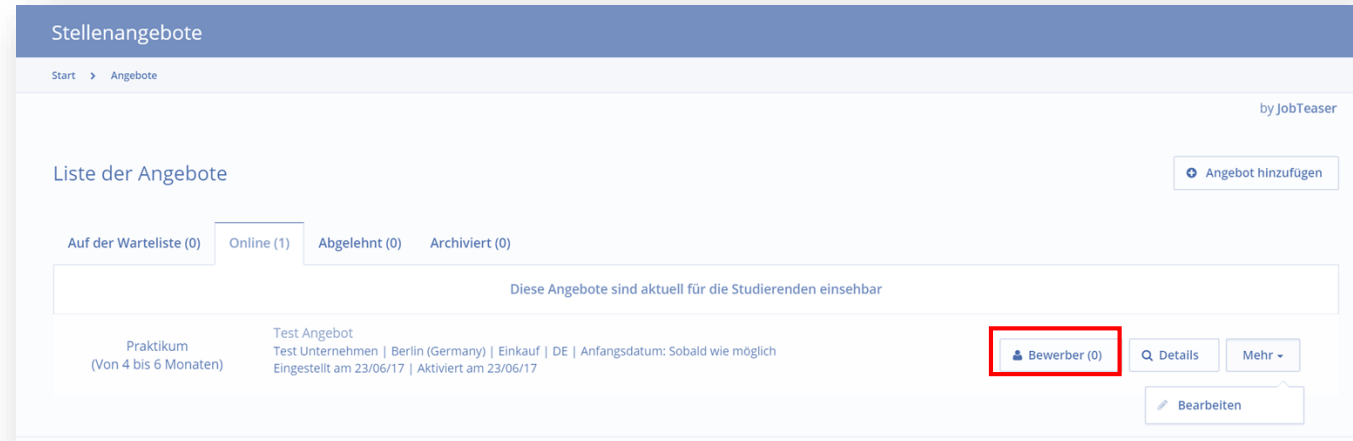 Stellenangebote
Start > Angebote
by JobTeaser
Liste der Angebote
Angebot hinzufügen
Auf der Warteliste (0) Online (1) Abgelehnt (0) Archiviert (0)
Diese Angebote sind aktuell für die Studierenden einsehbar
Praktikum
(Von 4 bis 6 Monaten)
Test Angebot
Test Unternehmen | Berlin (Germany) | Einkauf | DE | Anfangsdatum: Sobald wie möglich
Eingestellt am 23/06/17 | Aktiviert am 23/06/17
Bewerber (0) Details Mehr
Bearbeiten